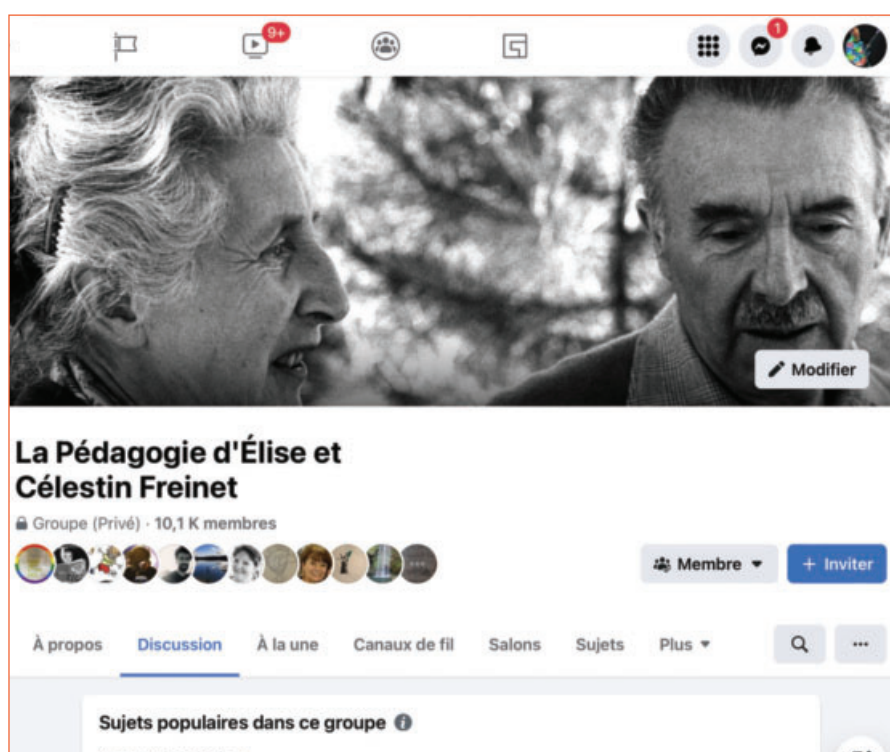 9+
1
Modifier
La Pédagogie d'Élise et
Célestin Freinet
Groupe (Privé) · 10,1 K membres
Membre
+ Inviter
À propos Discussion À la une Canaux de fil Salons Sujets Plus
Sujets populaires dans ce groupe